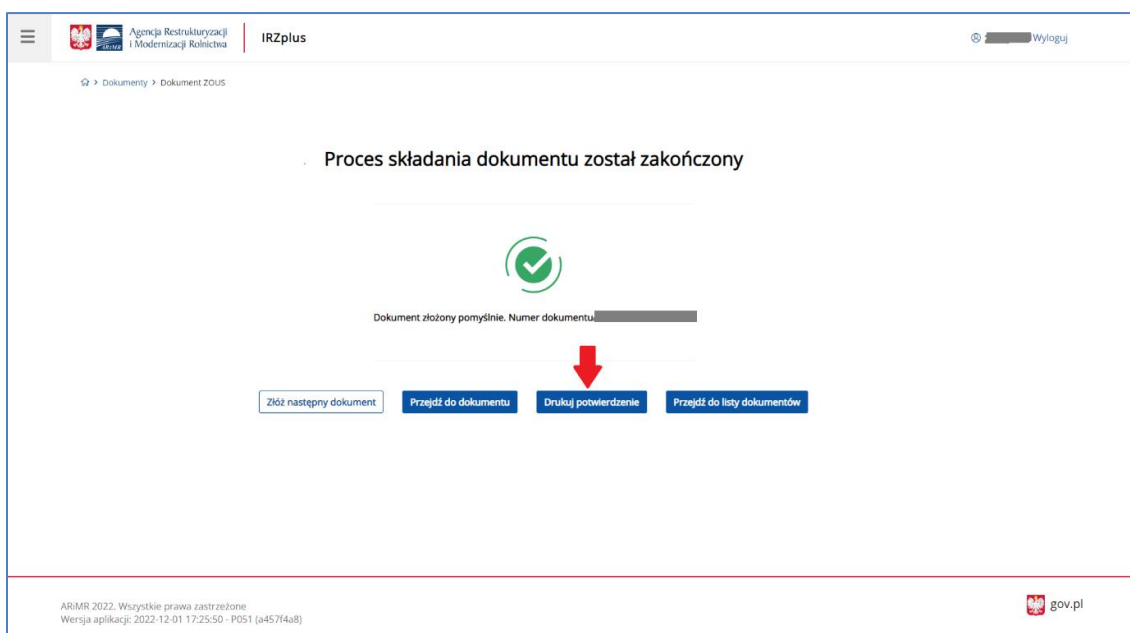 Agencja Restrukturyzacji
i Modernizacji Rolnictwa
IRZplus
Wyloguj
> Dokumenty > Dokument ZOUS
Proces składania dokumentu został zakończony
Dokument złożony pomyślnie. Numer dokumentu
Złóż następny dokument
Przejdź do dokumentu
Drukuj potwierdzenie
Przejdź do listy dokumentów
ARiMR 2022. Wszystkie prawa zastrzeżone
Wersja aplikacji: 2022-12-01 17:25:50 - P051 (a457f4a8)
gov.pl